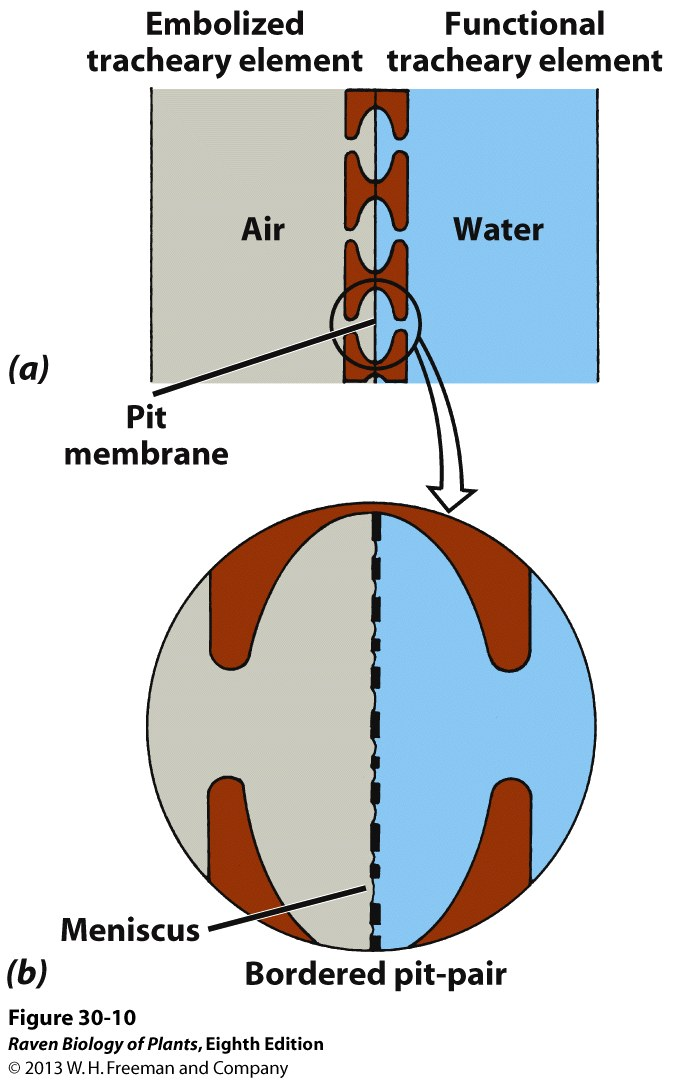 Embolized
tracheary element
Functional
tracheary element
Air
Water
(a)
Pit
membrane
Meniscus
(b)
Bordered pit-pair
Figure 30-10
Raven Biology of Plants, Eighth Edition
© 2013 W. H. Freeman and Company